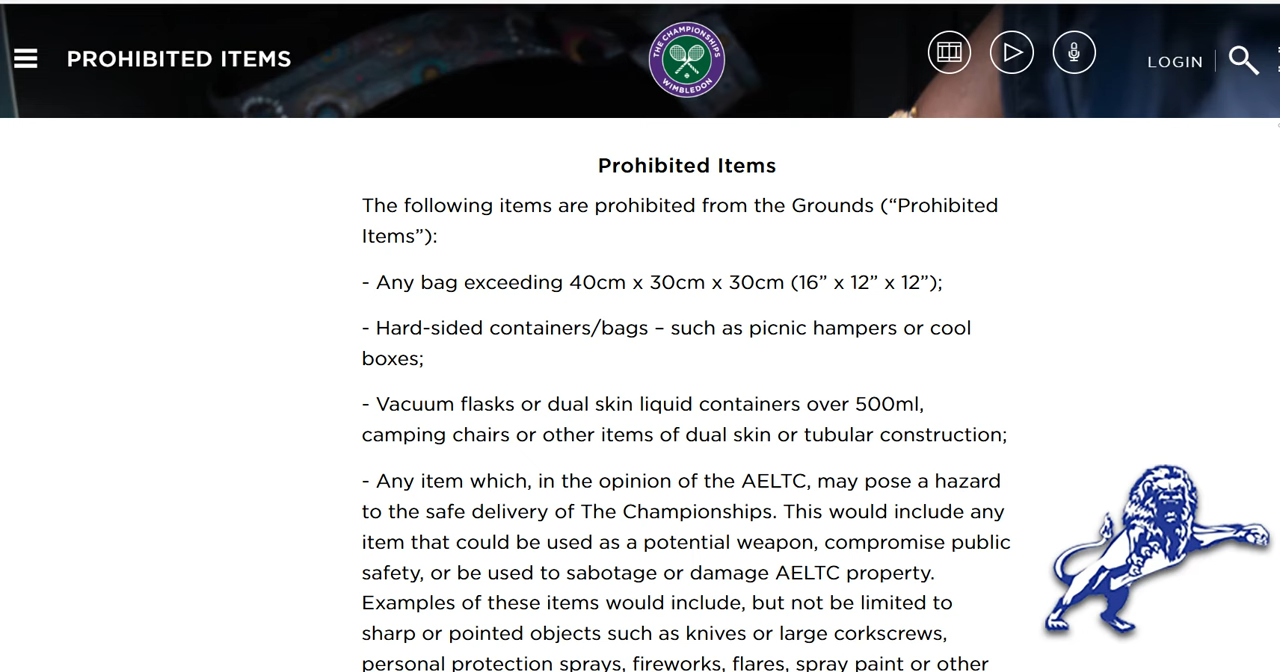 PROHIBITED ITEMS
THE CHAMPIONSHIPS
WIMBLEDON
LOGIN
Prohibited Items
The following items are prohibited from the Grounds (“Prohibited
Items”):
- Any bag exceeding 40cm x 30cm x 30cm (16” x 12” x 12”);
- Hard-sided containers/bags – such as picnic hampers or cool
boxes;
- Vacuum flasks or dual skin liquid containers over 500ml,
camping chairs or other items of dual skin or tubular construction;
- Any item which, in the opinion of the AELTC, may pose a hazard
to the safe delivery of The Championships. This would include any
item that could be used as a potential weapon, compromise public
safety, or be used to sabotage or damage AELTC property.
Examples of these items would include, but not be limited to
sharp or pointed objects such as knives or large corkscrews,
personal protection sprays, fireworks, flares, spray paint or other